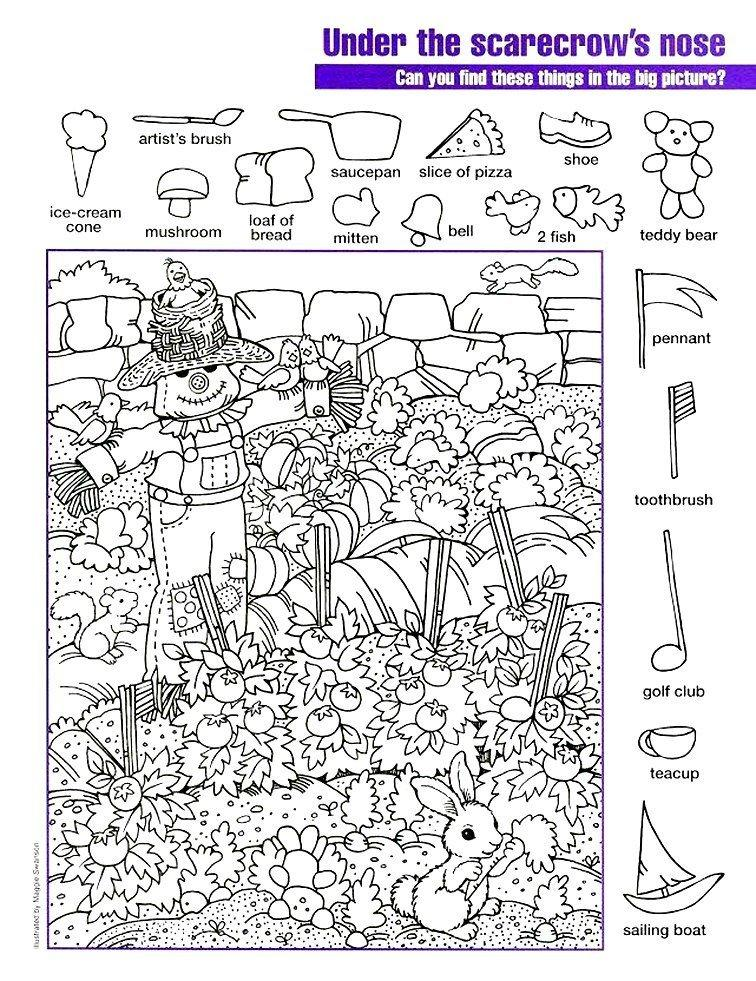 Under the scarecrow's nose
Can you find these things in the big picture?
ice-cream
cone
artist's brush
mushroom
loaf of
bread
saucepan
mitten
slice of pizza
bell
shoe
2 fish
teddy bear
pennant
toothbrush
golf club
teacup
sailing boat
Illustrated by Maggie Swanson